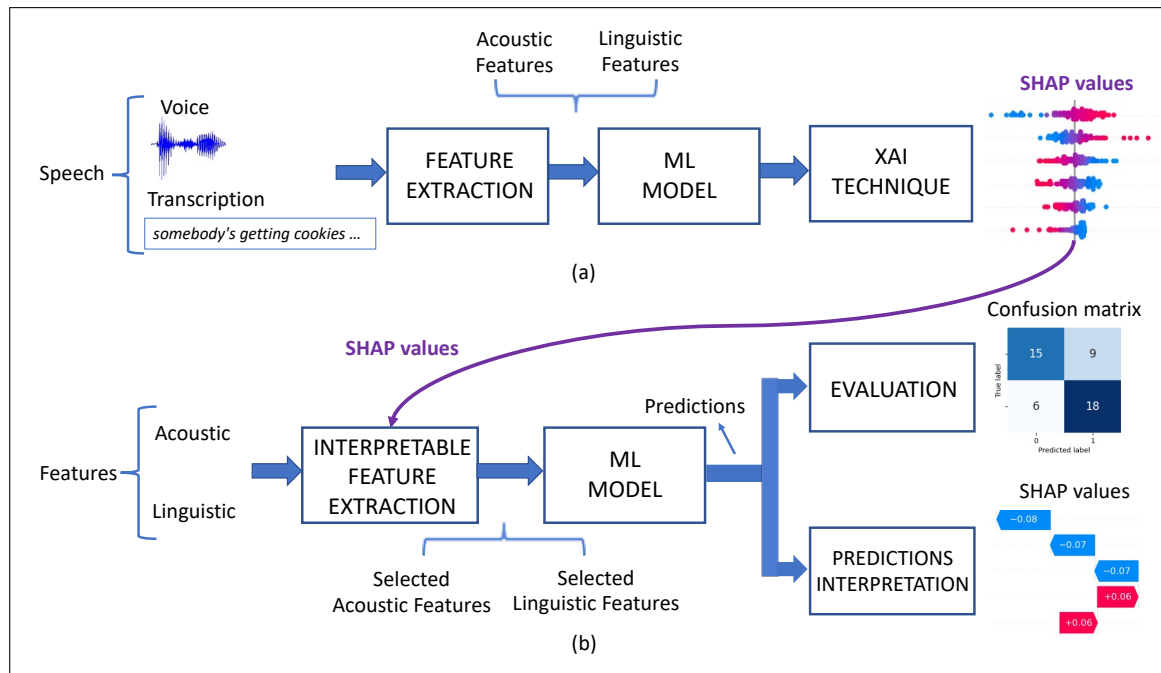 Acoustic
Features
Linguistic
Features
SHAP values
Speech
Voice
Transcription
somebody's getting cookies ...
FEATURE
EXTRACTION
ML
MODEL
XAI
TECHNIQUE
(a)
SHAP values
Confusion matrix
True label
15
9
6
18
0
1
Predicted label
Features
Acoustic
Linguistic
INTERPRETABLE
FEATURE
EXTRACTION
ML
MODEL
Predictions
EVALUATION
PREDICTIONS
INTERPRETATION
Selected
Acoustic Features
Selected
Linguistic Features
SHAP values
−0.08
−0.07
−0.07
+0.06
+0.06
(b)